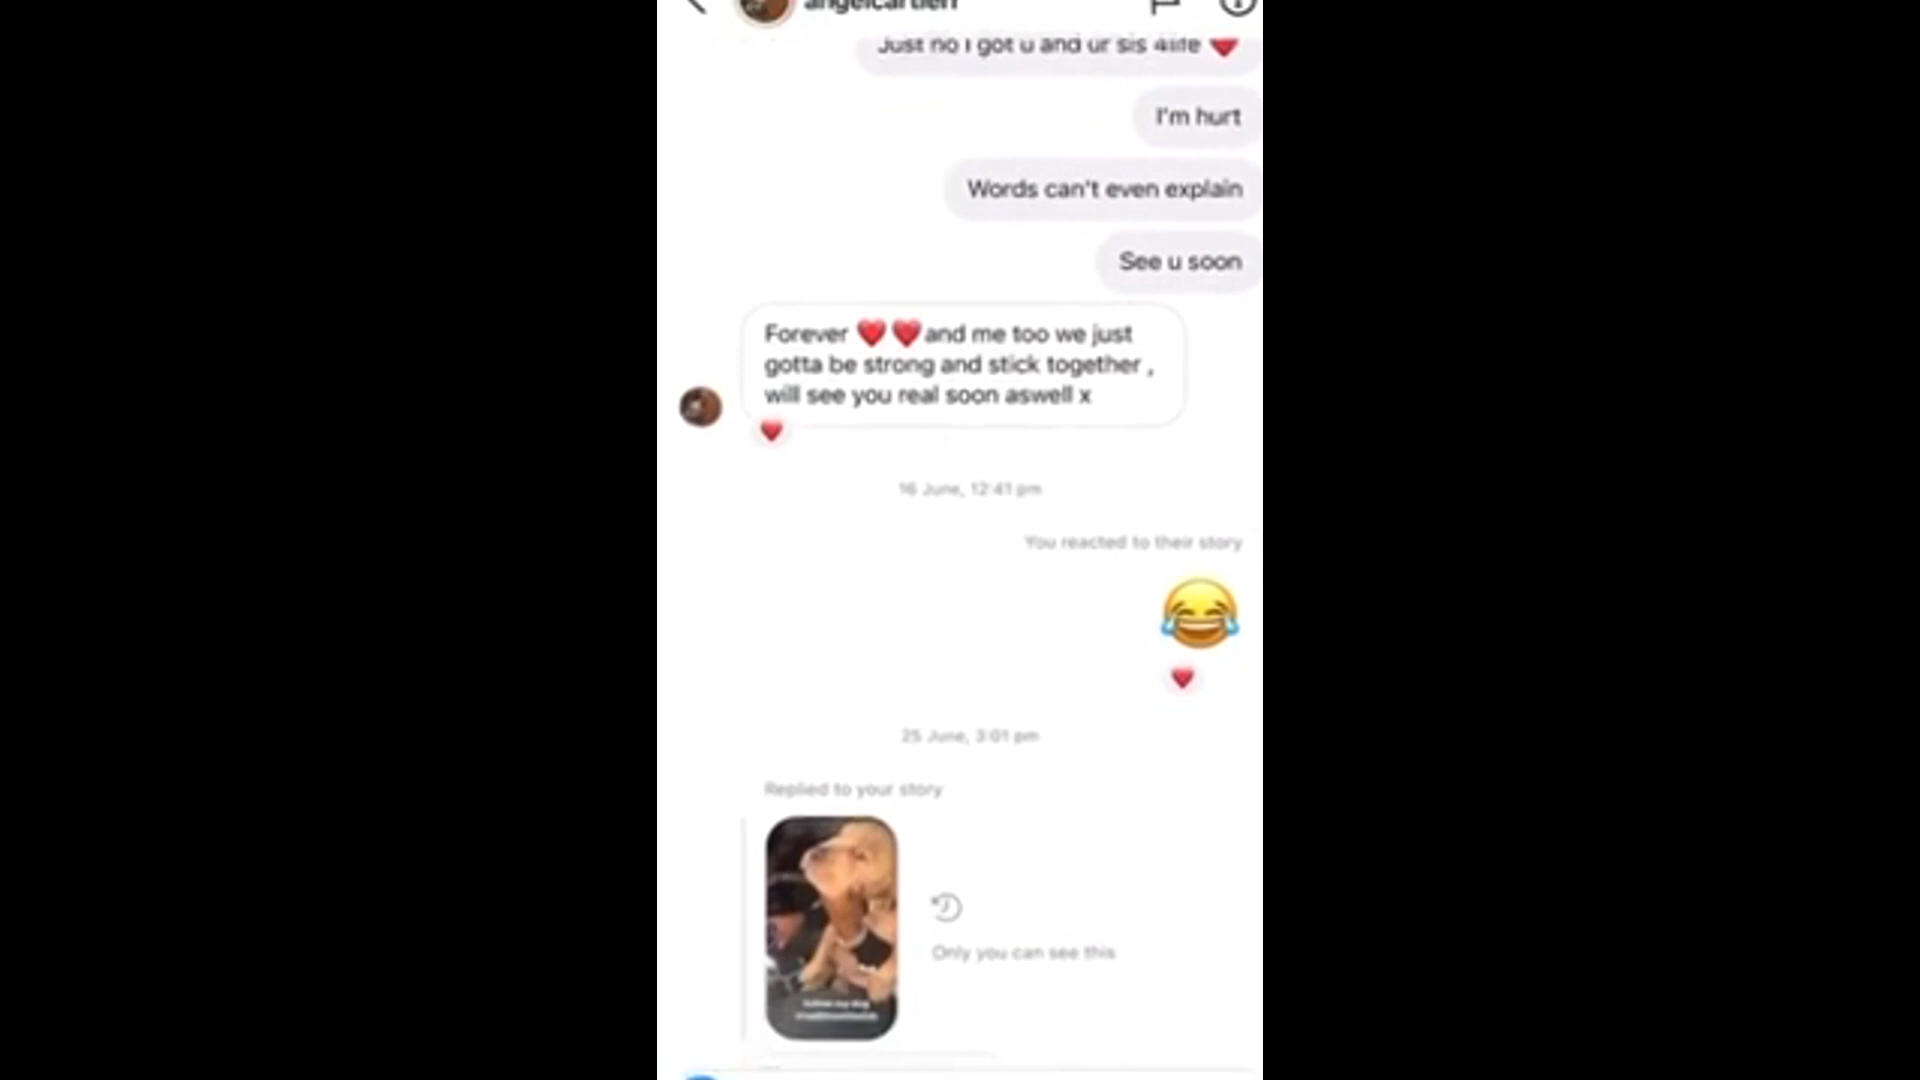 Just no I got u and ur sis 4life ❤️
I'm hurt
Words can't even explain
See u soon
Forever ❤️❤️and me too we just
gotta be strong and stick together ,
will see you real soon aswell x
16 June, 12:41 pm
You reacted to their story
25 June, 3:01 pm
Replied to your story
Only you can see this